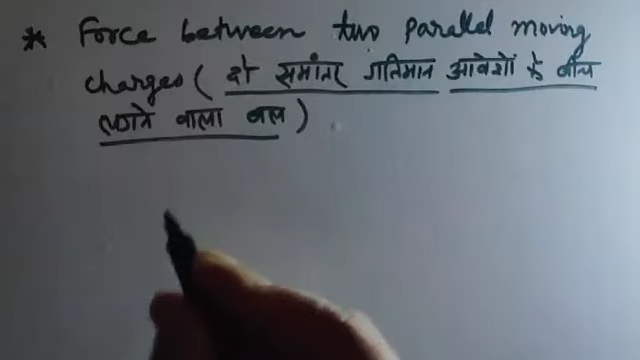 * Force between two parallel moving
charges ( दो समांतर गतिमान आवेशों के बीच
लगने वाला बल )